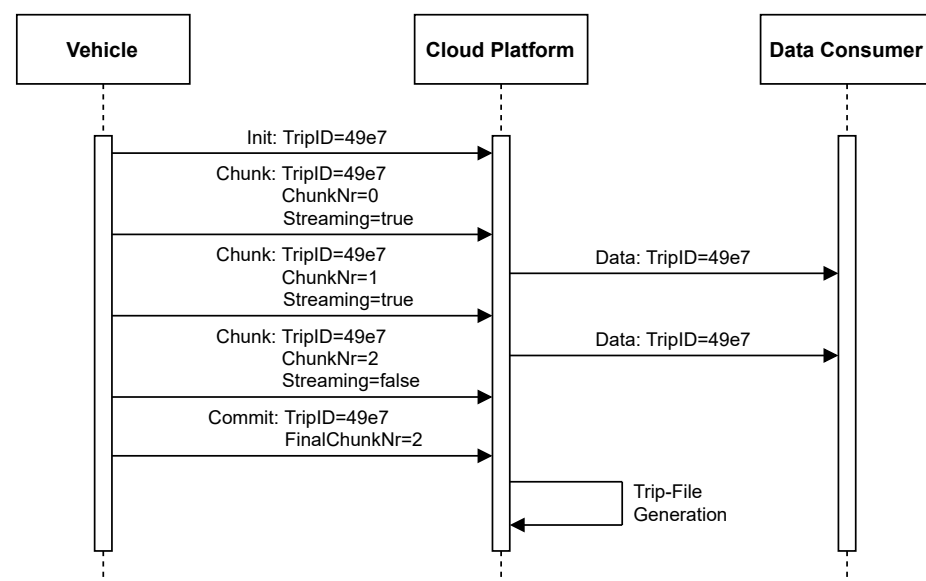 Vehicle
Cloud Platform
Data Consumer
Init: TripID=49e7
Chunk: TripID=49e7
ChunkNr=0
Streaming=true
Chunk: TripID=49e7
ChunkNr=1
Streaming=true
Data: TripID=49e7
Chunk: TripID=49e7
ChunkNr=2
Streaming=false
Data: TripID=49e7
Commit: TripID=49e7
FinalChunkNr=2
Trip-File
Generation